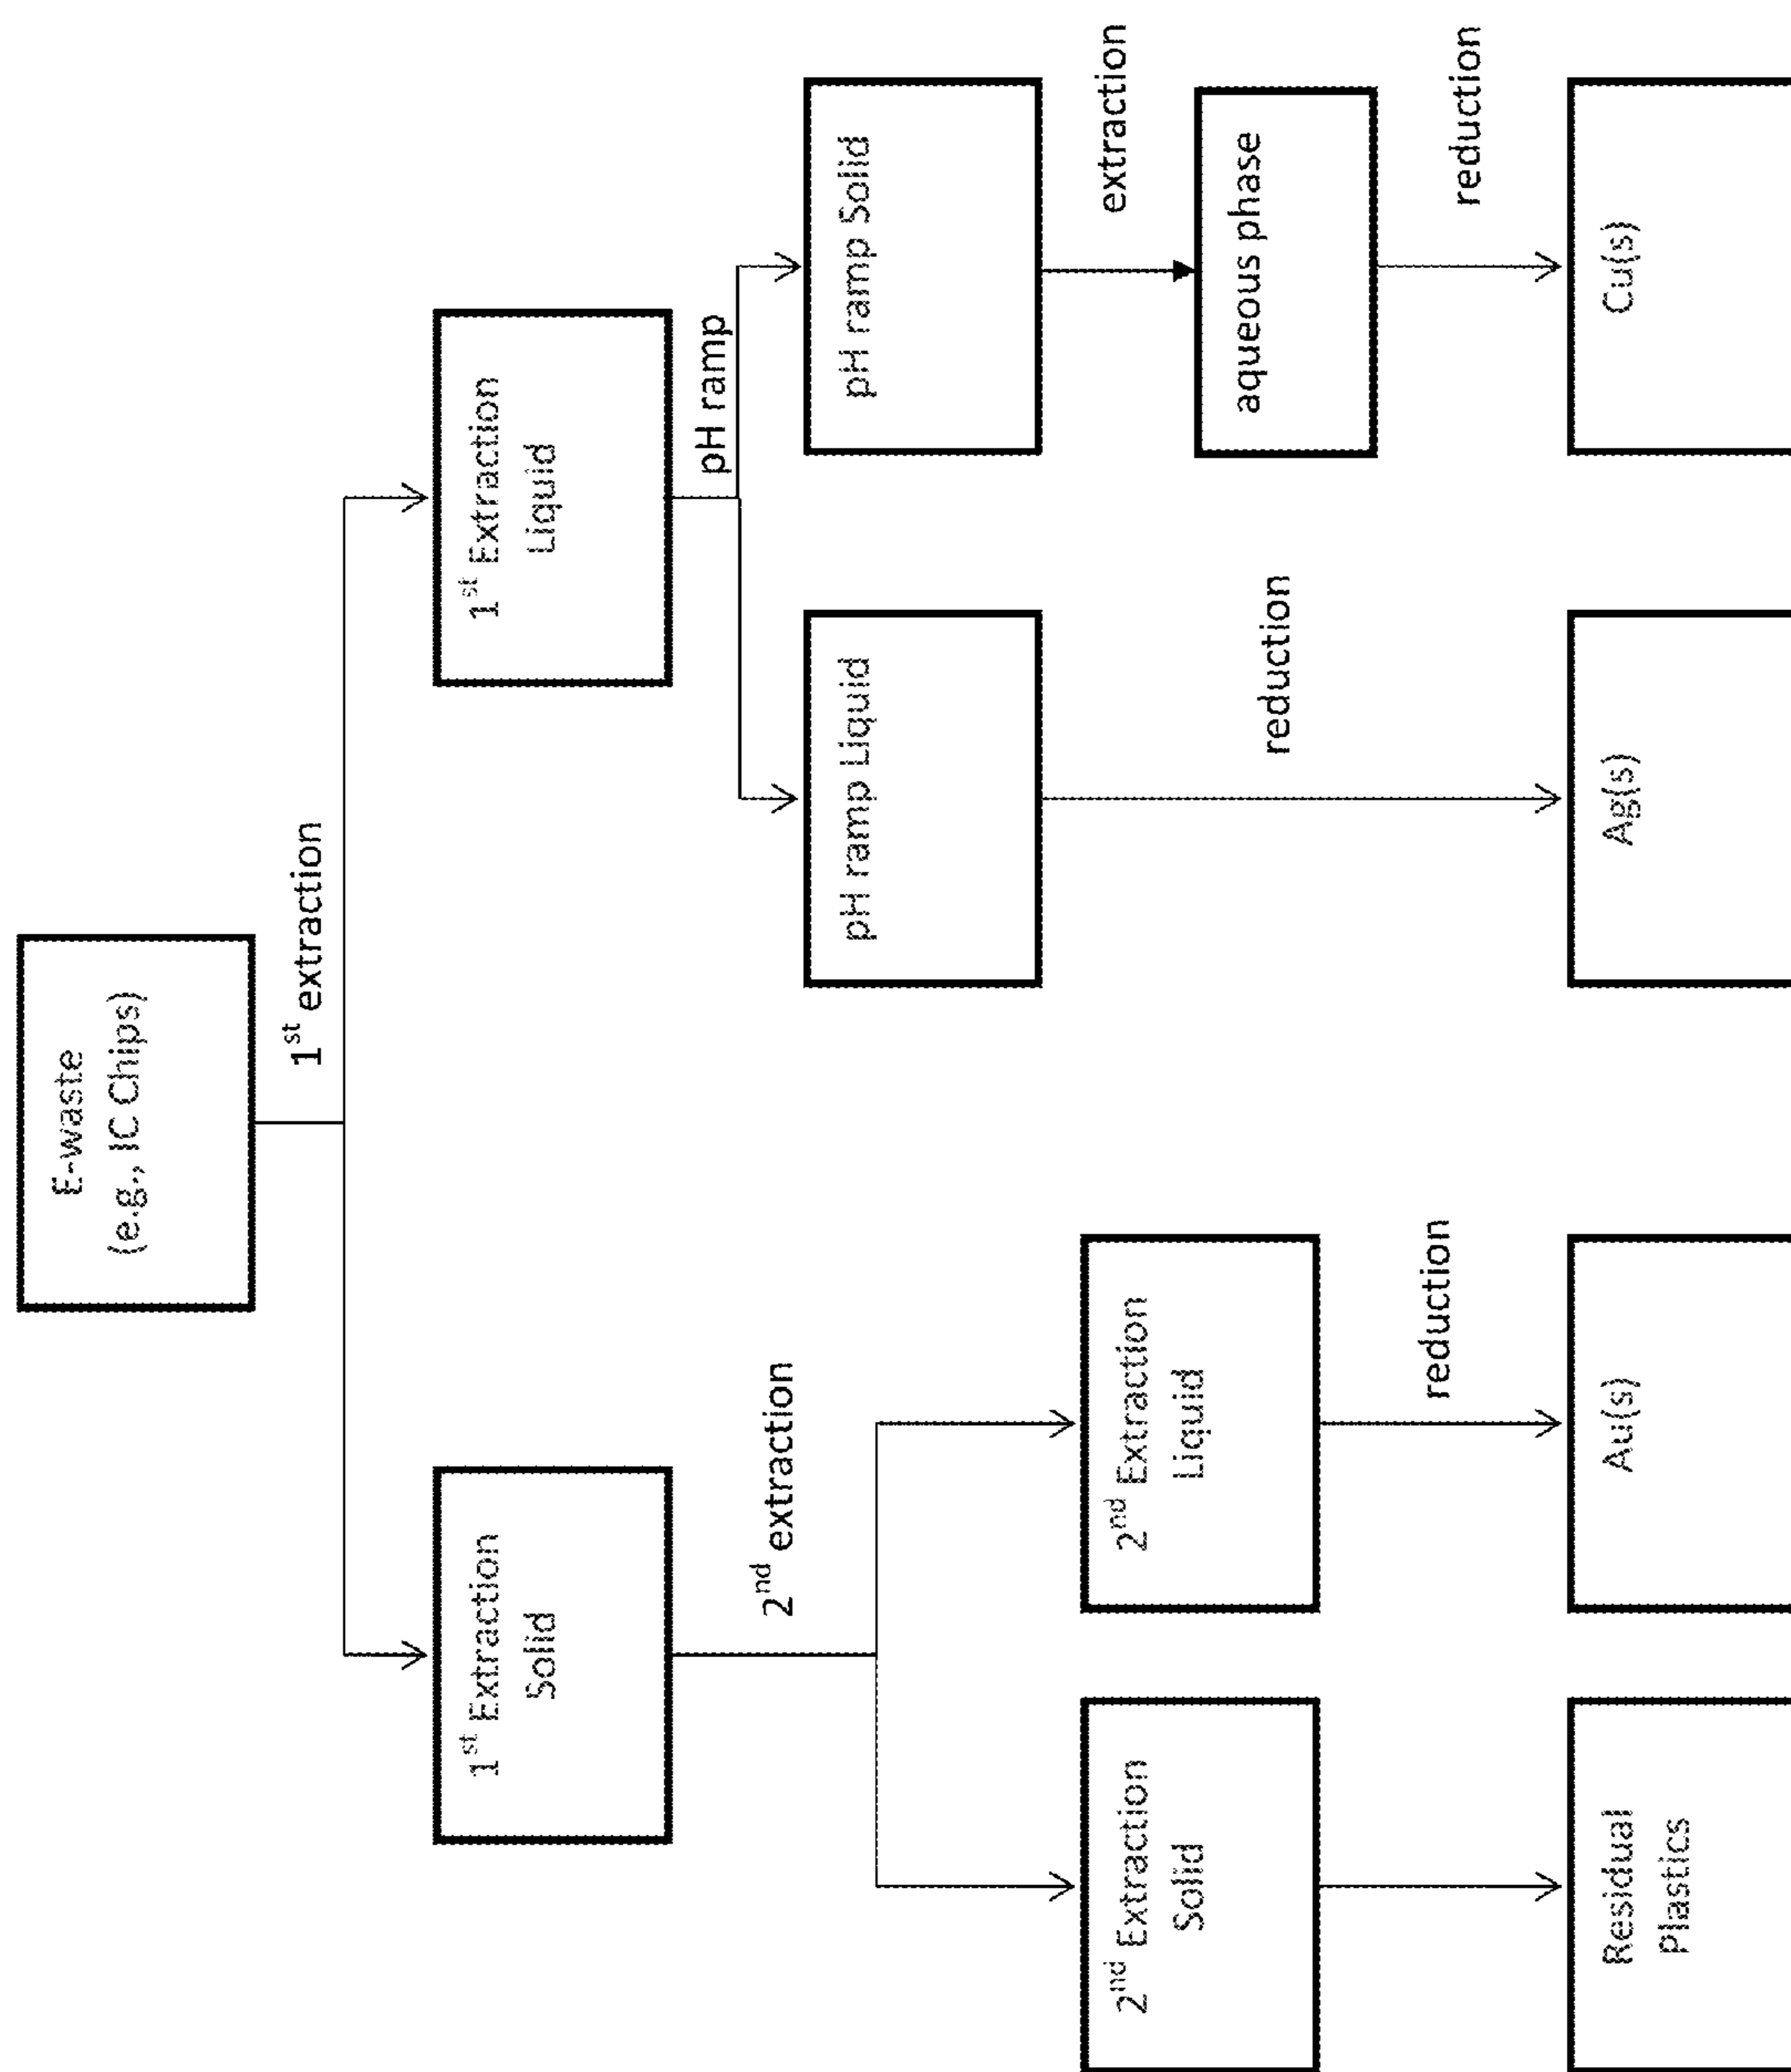 E-waste
(e.g., IC Chips)
1st extraction
1st Extraction
Solid
1st Extraction
Liquid
2nd extraction
pH ramp
2nd Extraction
Solid
2nd Extraction
Liquid
pH ramp Liquid
pH ramp Solid
extraction
aqueous phase
reduction
reduction
reduction
Residual
Plastics
Au(s)
Ag(s)
Cu(s)